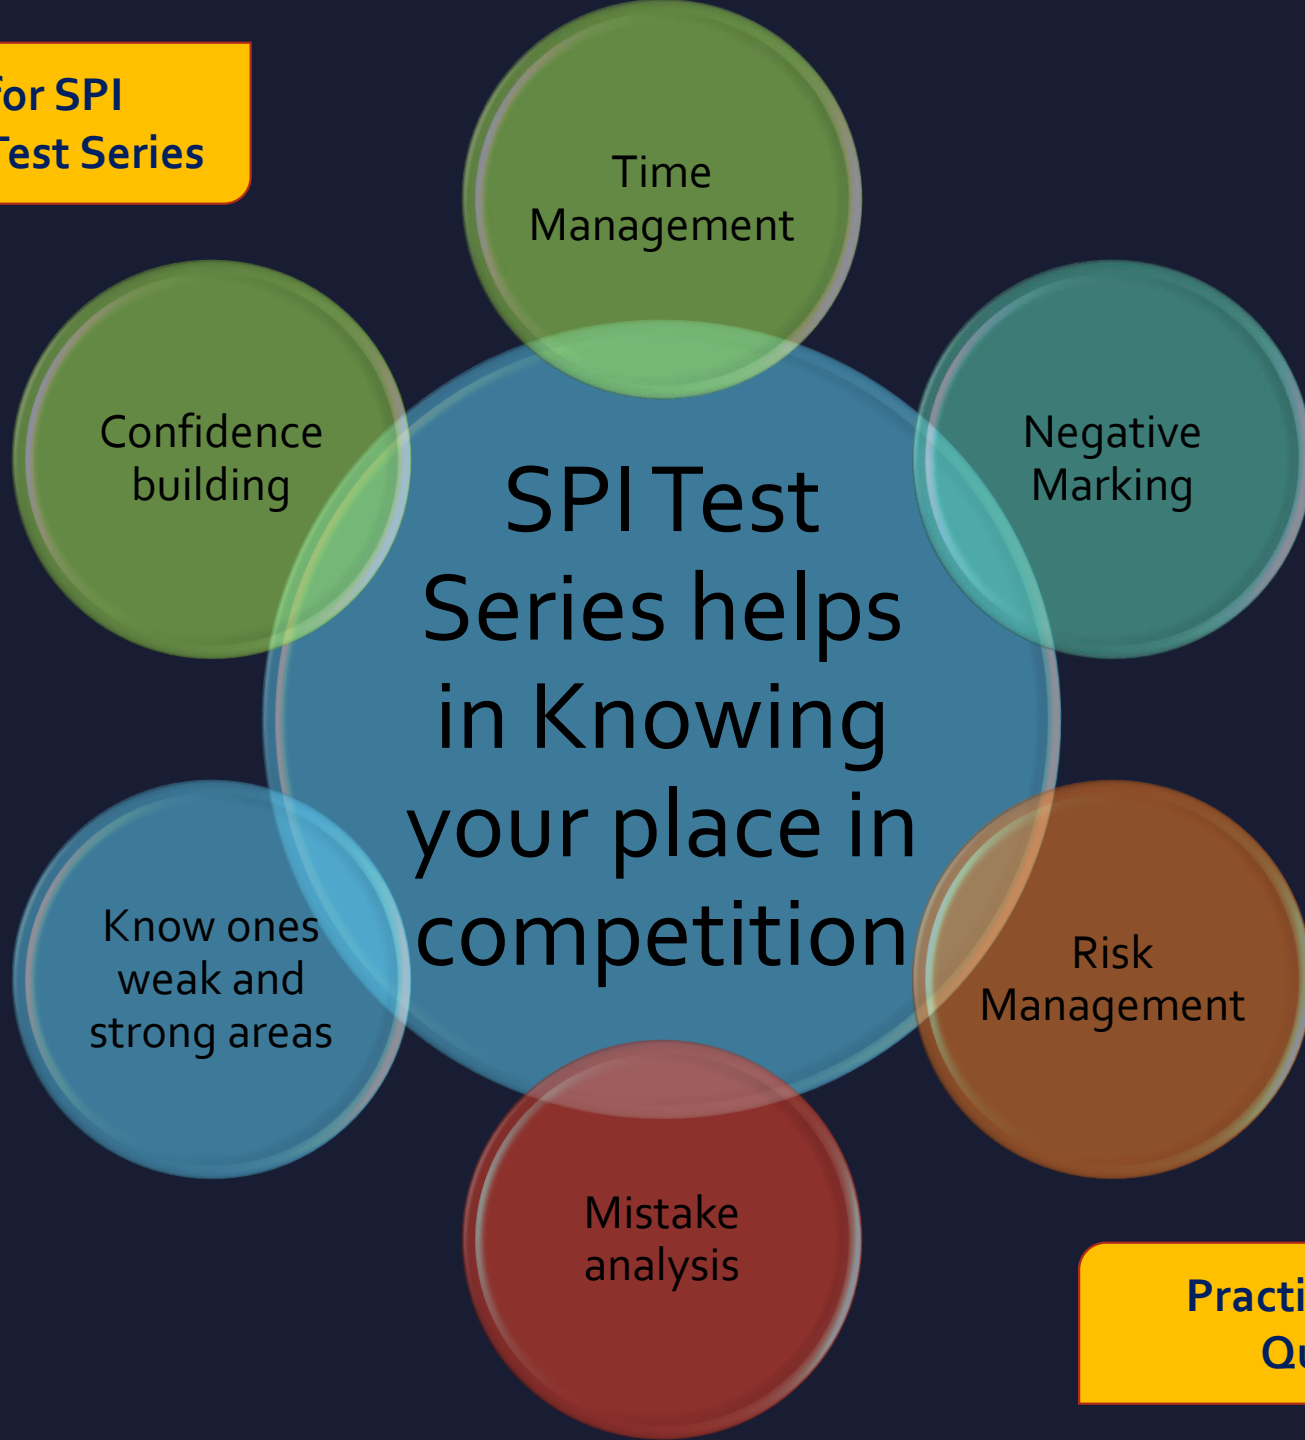 for SPI
Test Series
Time
Management
Confidence
building
Negative
Marking
SPI Test
Series helps
in Knowing
your place in
competition
Know ones
weak and
strong areas
Risk
Management
Mistake
analysis